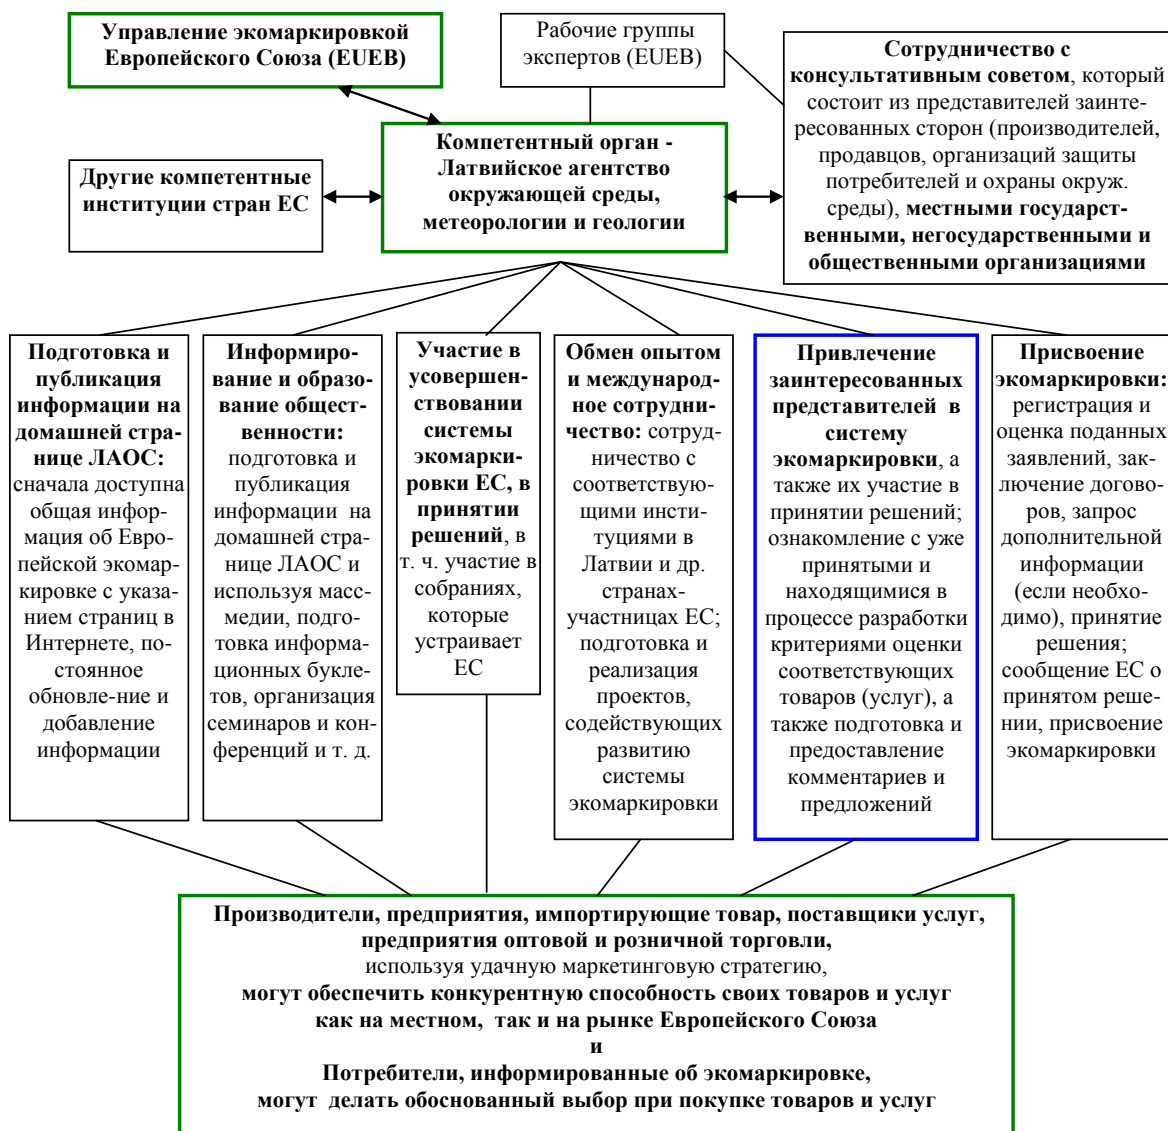 Управление экомаркировкой
Европейского Союза (EUEB)
Рабочие группы
экспертов (EUEB)
Сотрудничество с
консультативным советом, который
состоит из представителей заинте-
ресованных сторон (производителей,
продавцов, организаций защиты
потребителей и охраны окруж.
среды), местными государст-
венными, негосударственными и
общественными организациями
Компетентный орган -
Латвийское агентство
окружающей среды,
метеорологии и геологии
Другие компетентные
институции стран ЕС
Подготовка и
публикация
информации на
домашней стра-
нице ЛАОС:
сначала доступна
общая инфор-
мация об Евро-
пейской экомар-
кировке с указа-
нием страниц в
Интернете, по-
стоянное
обновле-ние и
добавление
информации
Информиро-
вание и образо-
вание общест-
венности:
подготовка и
публикация
информации на
домашней стра-
нице ЛАОС и
используя масс-
медии, подго-
товка информа-
ционных букле-
тов, организация
семинаров и кон-
ференций и т. д.
Участие в
усовершен-
ствовании
системы
экомарки-
ровки ЕС, в
принятии
решений, в
т. ч. участие в
собраниях,
которые
устраивает
ЕС
Обмен опытом
и международ-
ное сотрудни-
чество: сотруд-
ничество с
соответствую-
щими инсти-
туциями в
Латвии и др.
странах-
участницах ЕС;
подготовка и
реализация
проектов,
содействующих
развитию
системы
экомаркировки
Привлечение
заинтересованных
представителей в
систему
экомаркировки, а
также их участие в
принятии решений;
ознакомление с уже
принятыми и
находящимися в
процессе разработки
критериями оценки
соответствующих
товаров (услуг), а
также подготовка и
предоставление
комментариев и
предложений
Присвоение
экомаркировки:
регистрация и
оценка поданных
заявлений, зак-
лючение догово-
ров, запрос
дополнительной
информации
(если необхо-
димо), принятие
решения;
сообщение ЕС о
принятом реше-
нии, присвоение
экомаркировки
Производители, предприятия, импортирующие товар, поставщики услуг,
предприятия оптовой и розничной торговли,
используя удачную маркетинговую стратегию,
могут обеспечить конкурентную способность своих товаров и услуг
как на местном, так и на рынке Европейского Союза
и
Потребители, информированные об экомаркировке,
могут делать обоснованный выбор при покупке товаров и услуг